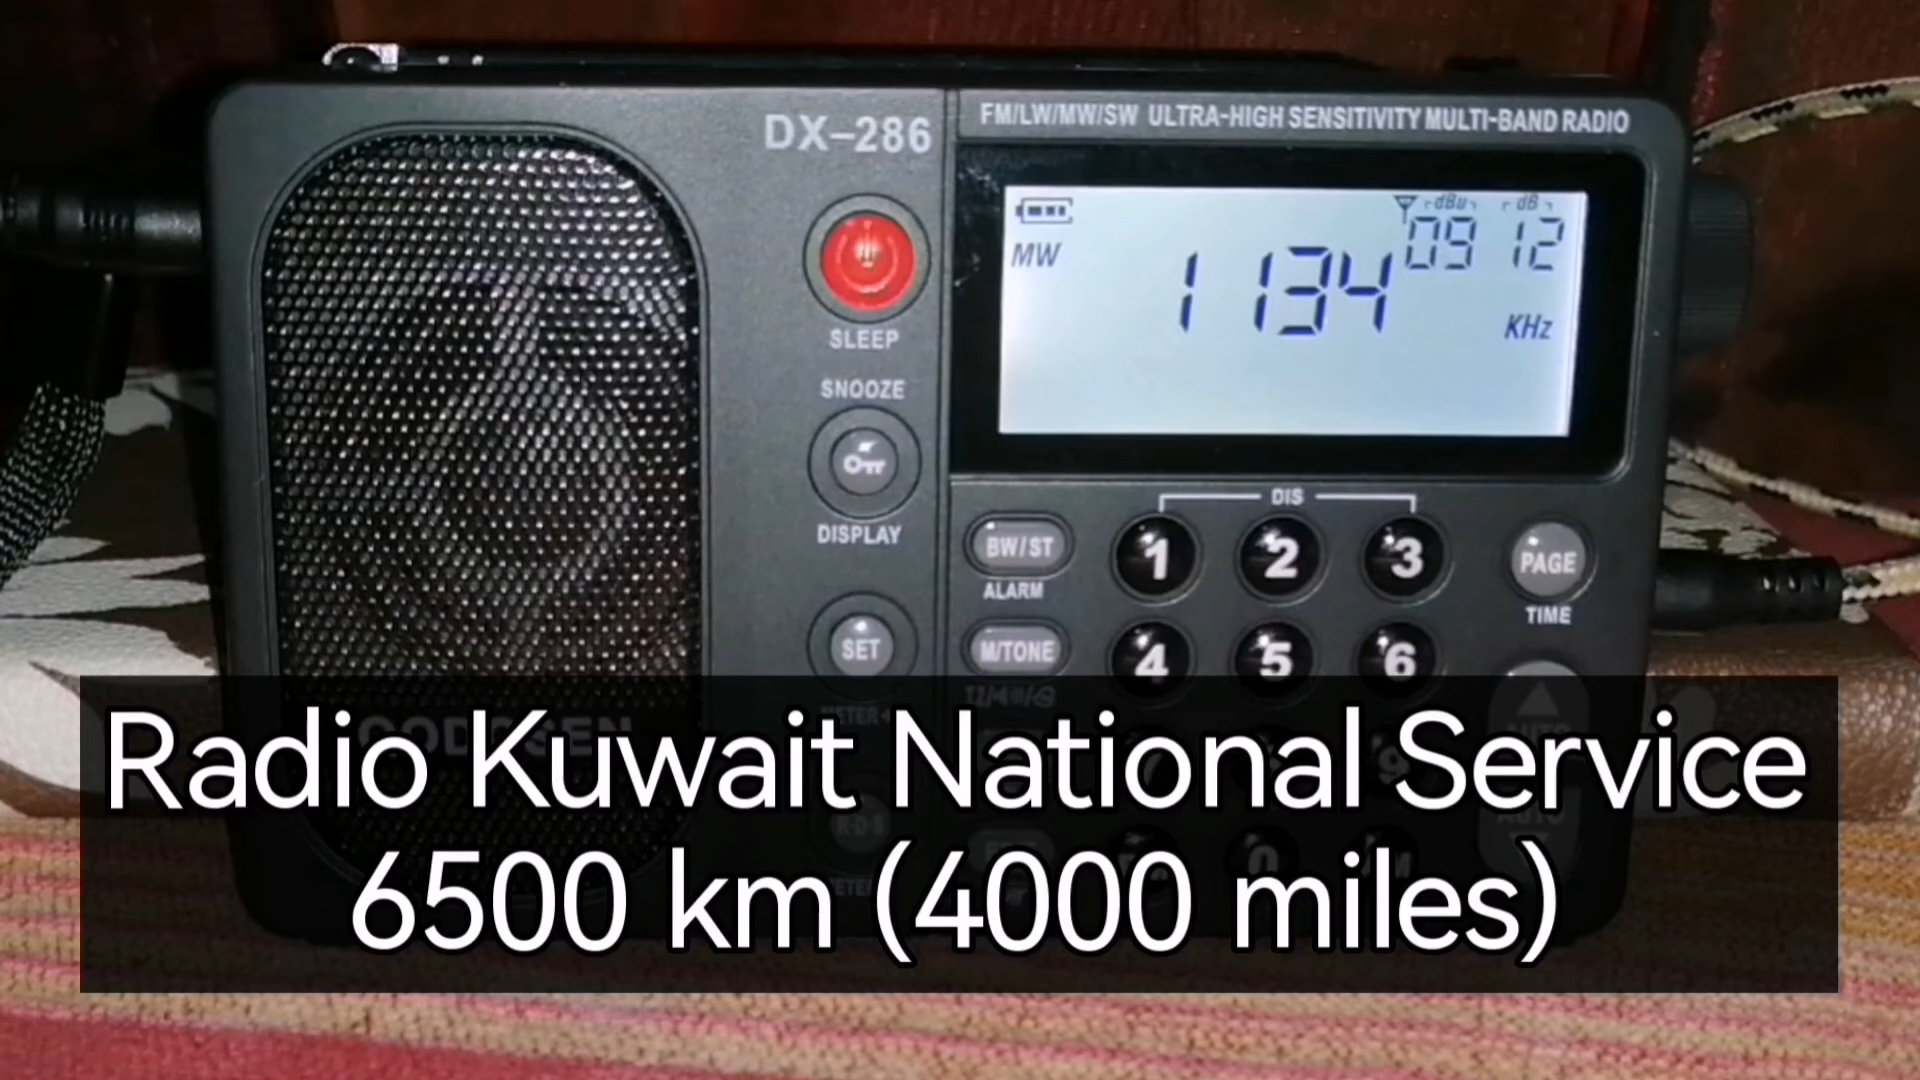 DX-286
FM/LW/MW/SW ULTRA-HIGH SENSITIVITY MULTI-BAND RADIO
dBu dB
09 12
MW
1134
KHz
SLEEP
SNOOZE
DISPLAY
DIS
BW/ST
1 2 3
PAGE
ALARM
TIME
SET
M/TONE
4 5 6
Radio Kuwait National Service
6500 km (4000 miles)